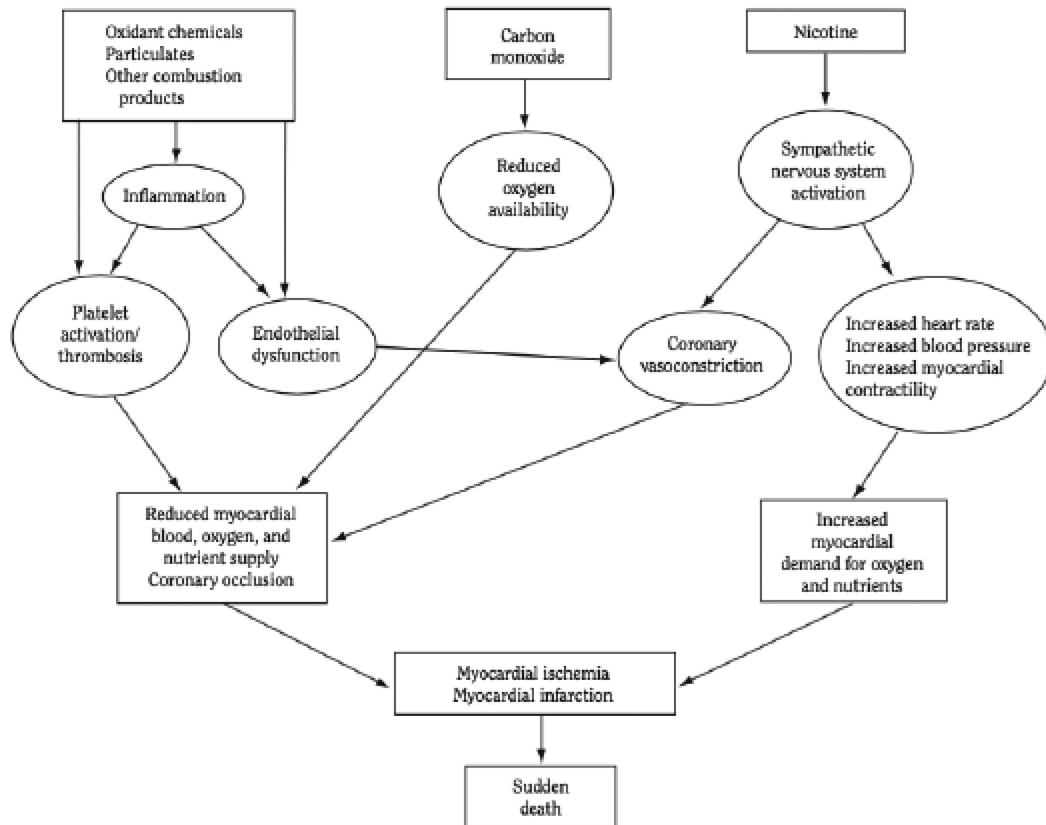 Oxidant chemicals
Particulates
Other combustion
products
Carbon
monoxide
Nicotine
Inflammation
Reduced
oxygen
availability
Sympathetic
nervous system
activation
Platelet
activation/
thrombosis
Endothelial
dysfunction
Coronary
vasoconstriction
Increased heart rate
Increased blood pressure
Increased myocardial
contractility
Reduced myocardial
blood, oxygen, and
nutrient supply
Coronary occlusion
Increased
myocardial
demand for oxygen
and nutrients
Myocardial ischemia
Myocardial infarction
Sudden
death